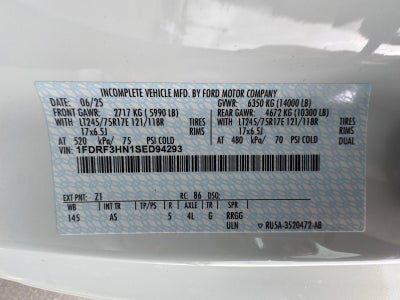 INCOMPLETE VEHICLE MFD. BY FORD MOTOR COMPANY
DATE: 06/25 GVWR: 6350 KG (14000 LB)
FRONT GAWR: 2717 KG (5990 LB) REAR GAWR: 4672 KG (10300 LB)
WITH LT245/75R17E 121/118R TIRES WITH LT245/75R17E 121/118R TIRES
17x6.5J RIMS 17x6.5J RIMS
AT 520 kPa/ 75 PSI COLD AT 480 kPa/ 70 PSI COLD
1FDRF3HN1SED94293
EXT PNT: Z1 RC: 86 DSO:
WB INT TR TP/PS R AXLE TR SPR
145 AS 5 4L G RRGG
ULN RU5A-3520472-AB